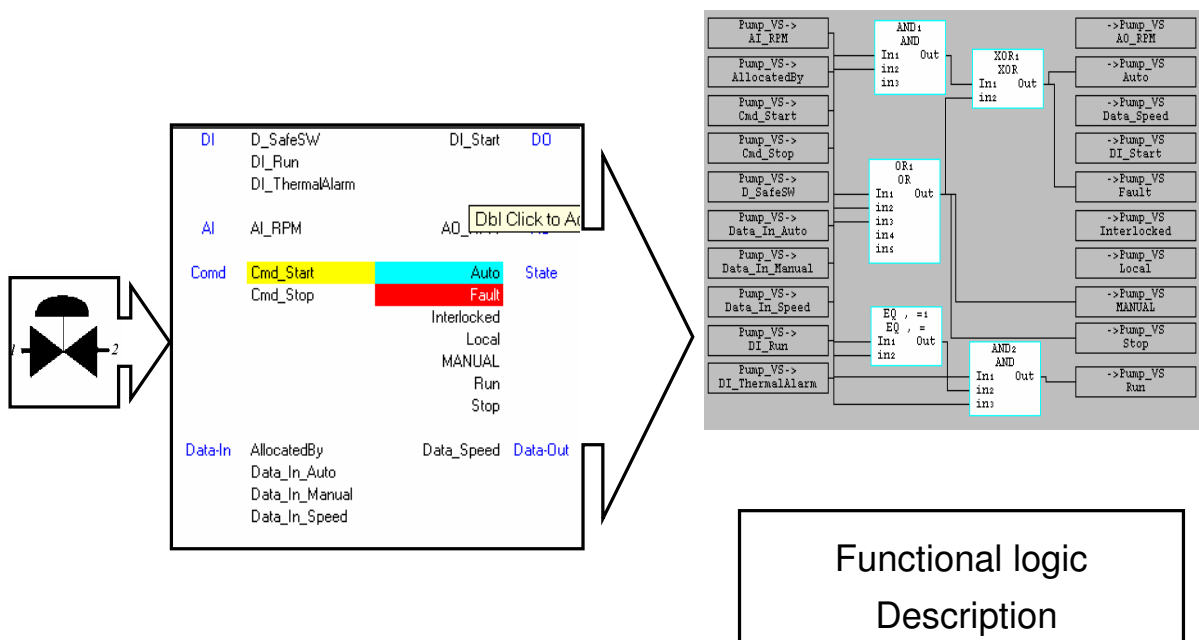 1
2
DI D_SafeSW DI_Start DO
DI_Run
DI_ThermalAlarm
Dbl Click to
AI AI_RPM
Comd Cmd_Start Auto State
Cmd_Stop Fault
Interlocked
Local
MANUAL
Run
Stop
Data-In AllocatedBy Data_Speed Data-Out
Data_In_Auto
Data_In_Manual
Data_In_Speed
Pump_VS->
AI_RPM
Pump_VS->
AllocatedBy
Pump_VS->
Cmd_Start
Pump_VS->
Cmd_Stop
Pump_VS->
D_SafeSW
Pump_VS->
Data_In_Auto
Pump_VS->
Data_In_Manual
Pump_VS->
Data_In_Speed
Pump_VS->
DI_Run
Pump_VS->
DI_ThermalAlarm
AND1
AND
In1 Out
in2
in3
XOR1
XOR
In1 Out
in2
OR1
OR
In1 Out
in2
in3
in4
in5
EQ , =1
EQ , =
In1 Out
in2
AND2
AND
In1 Out
in2
in3
->Pump_VS
AO_RPM
->Pump_VS
Auto
->Pump_VS
Data_Speed
->Pump_VS
DI_Start
->Pump_VS
Fault
->Pump_VS
Interlocked
->Pump_VS
Local
->Pump_VS
MANUAL
->Pump_VS
Stop
->Pump_VS
Run
Functional logic
Description